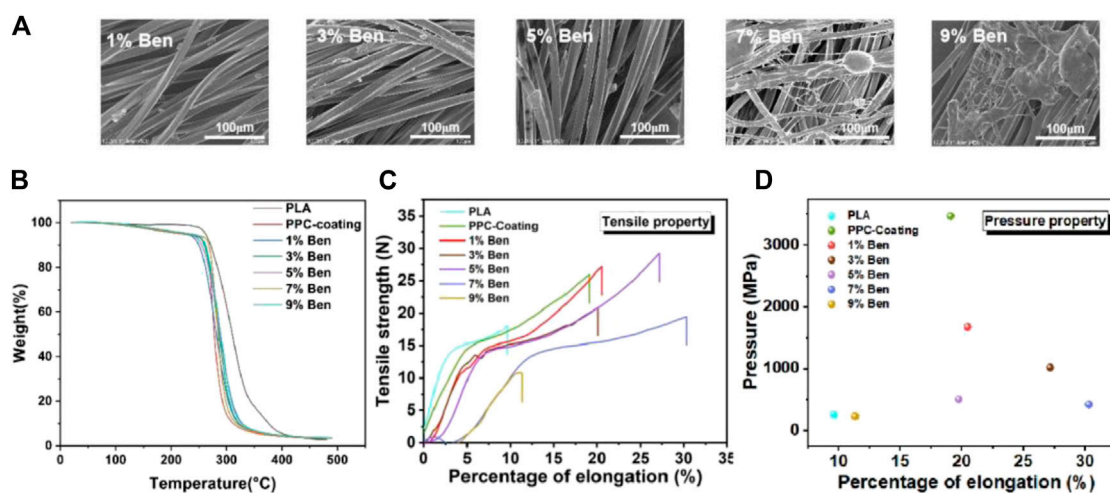 A
1% Ben
3% Ben
5% Ben
7% Ben
9% Ben
100μm
100μm
100μm
100μm
100μm
B
PLA
PPC-coating
1% Ben
3% Ben
5% Ben
7% Ben
9% Ben
100
80
60
40
20
0
Weight(%)
0
100
200
300
400
500
Temperature(°C)
C
PLA
PPC-Coating
1% Ben
3% Ben
5% Ben
7% Ben
9% Ben
Tensile property
35
30
25
20
15
10
5
0
Tensile strength (N)
0
5
10
15
20
25
30
35
Percentage of elongation (%)
D
PLA
PPC-Coating
1% Ben
3% Ben
5% Ben
7% Ben
9% Ben
Pressure property
3000
2000
1000
0
Pressure (MPa)
10
15
20
25
30
Percentage of elongation (%)